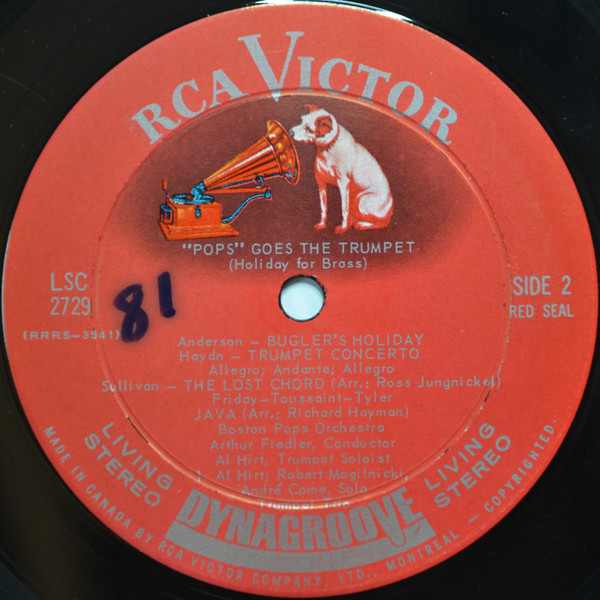 RCA VICTOR
"POPS" GOES THE TRUMPET
(Holiday for Brass)
LSC
2729
(RRRS-3541)
81
SIDE 2
RED SEAL
Anderson — BUGLER'S HOLIDAY
Haydn — TRUMPET CONCERTO
Allegro; Andante; Allegro
Sullivan — THE LOST CHORD (Arr.: Ross Jungnickel)
Friday—Toussaint—Tyler
JAVA (Arr.: Richard Hayman)
Boston Pops Orchestra
Arthur Fiedler, Conductor
Al Hirt, Trumpet Soloist
Al Hirt; Robert Mogilnicki,
André Come, Solo
LIVING
STEREO
LIVING
STEREO
DYNAGROOVE
MADE IN CANADA BY RCA VICTOR COMPANY, LTD., MONTREAL — COPYRIGHTED.